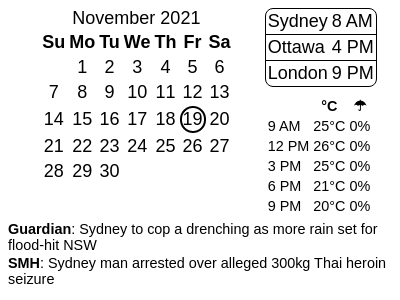 November 2021
Su Mo Tu We Th Fr Sa
1 2 3 4 5 6
7 8 9 10 11 12 13
14 15 16 17 18 19 20
21 22 23 24 25 26 27
28 29 30
Sydney 8 AM
Ottawa 4 PM
London 9 PM
°C ☂
9 AM 25°C 0%
12 PM 26°C 0%
3 PM 25°C 0%
6 PM 21°C 0%
9 PM 20°C 0%
Guardian: Sydney to cop a drenching as more rain set for
flood-hit NSW
SMH: Sydney man arrested over alleged 300kg Thai heroin
seizure